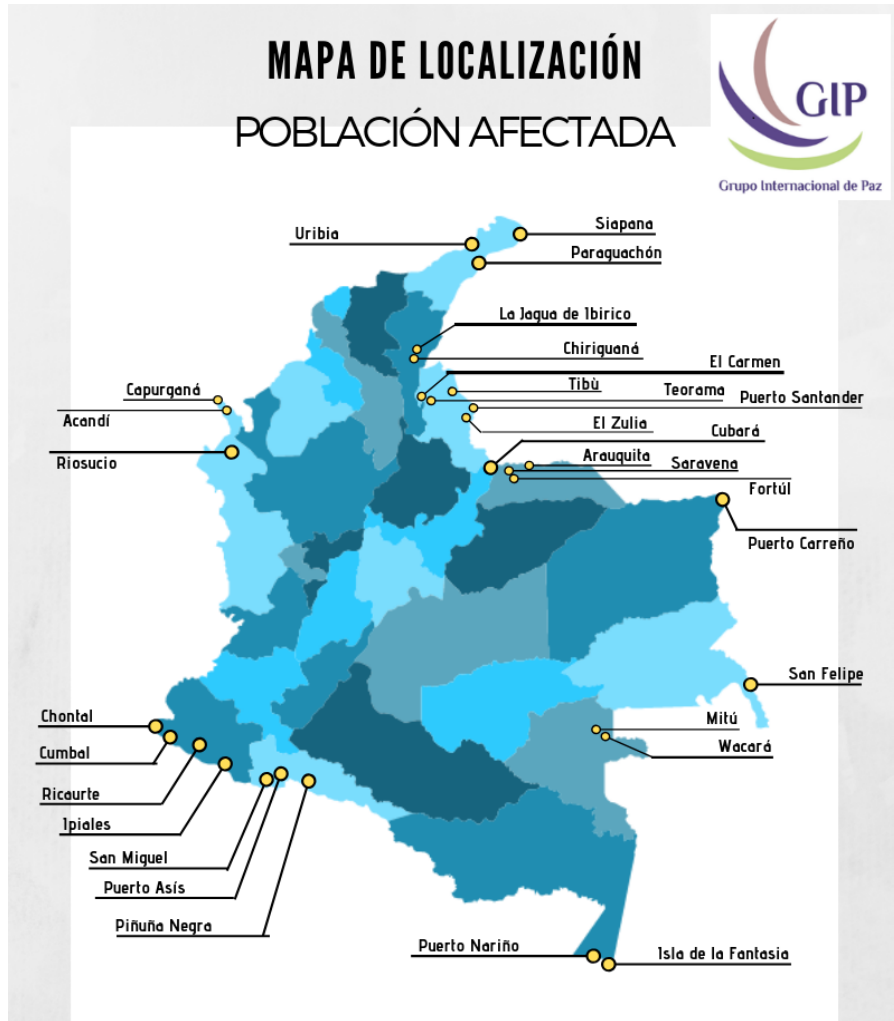 MAPA DE LOCALIZACIÓN
POBLACIÓN AFECTADA
GIP
Grupo Internacional de Paz
Siapana
Uribia
Paraguachón
La Jagua de Ibirico
Chiriguaná
El Carmen
Tibù
Teorama
Puerto Santander
Capurganá
Acandí
El Zulia
Cubará
Riosucio
Arauquita
Saravena
Fortúl
Puerto Carreño
San Felipe
Chontal
Mitú
Cumbal
Wacará
Ricaurte
Ipiales
San Miguel
Puerto Asís
Piñuña Negra
Puerto Nariño
Isla de la Fantasia